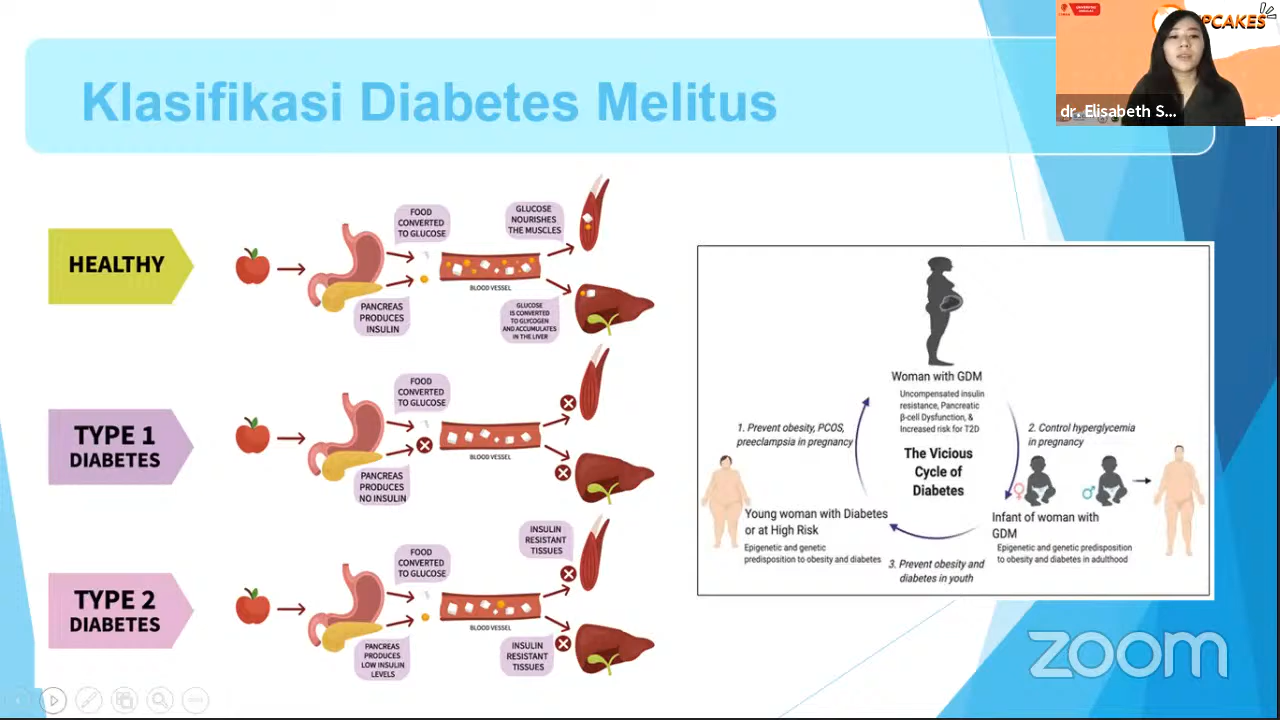 Klasifikasi Diabetes Melitus
dr. Elisabeth S...
HEALTHY
FOOD
CONVERTED
TO GLUCOSE
PANCREAS
PRODUCES
INSULIN
BLOOD VESSEL
GLUCOSE
NOURISHES
THE MUSCLES
GLUCOSE
IS CONVERTED
TO GLYCOGEN
AND ACCUMULATES
IN THE LIVER
TYPE 1
DIABETES
FOOD
CONVERTED
TO GLUCOSE
PANCREAS
PRODUCES
NO INSULIN
BLOOD VESSEL
TYPE 2
DIABETES
FOOD
CONVERTED
TO GLUCOSE
PANCREAS
PRODUCES
LOW INSULIN
LEVELS
BLOOD VESSEL
INSULIN
RESISTANT
TISSUES
INSULIN
RESISTANT
TISSUES
Woman with GDM
Uncompensated insulin
resistance, Pancreatic
β-cell Dysfunction, &
Increased risk for T2D
1. Prevent obesity, PCOS,
preeclampsia in pregnancy
2. Control hyperglycemia
in pregnancy
The Vicious
Cycle of
Diabetes
Young woman with Diabetes
or at High Risk
Epigenetic and genetic
predisposition to obesity and diabetes
Infant of woman with
GDM
Epigenetic and genetic predisposition
to obesity and diabetes in adulthood
3. Prevent obesity and
diabetes in youth
zoom